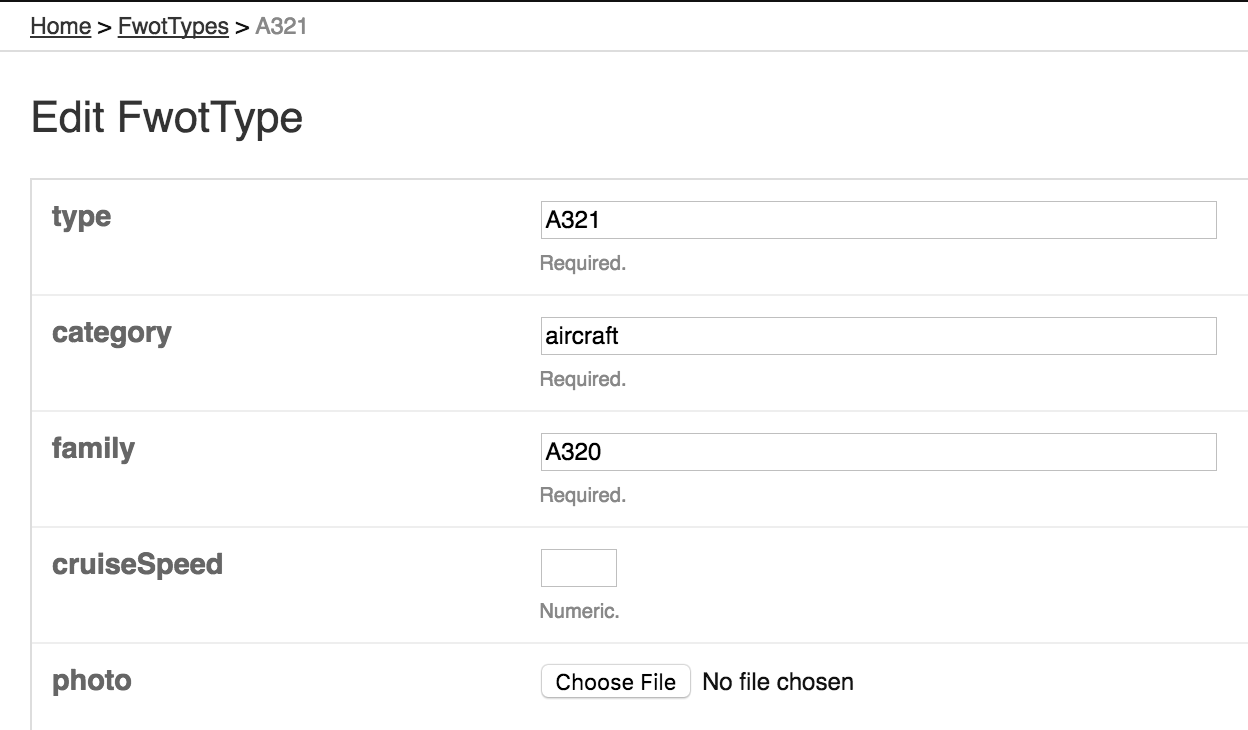 Home > FwotTypes > A321
Edit FwotType
type
A321
Required.
category
aircraft
Required.
family
A320
Required.
cruiseSpeed
Numeric.
photo
Choose File No file chosen